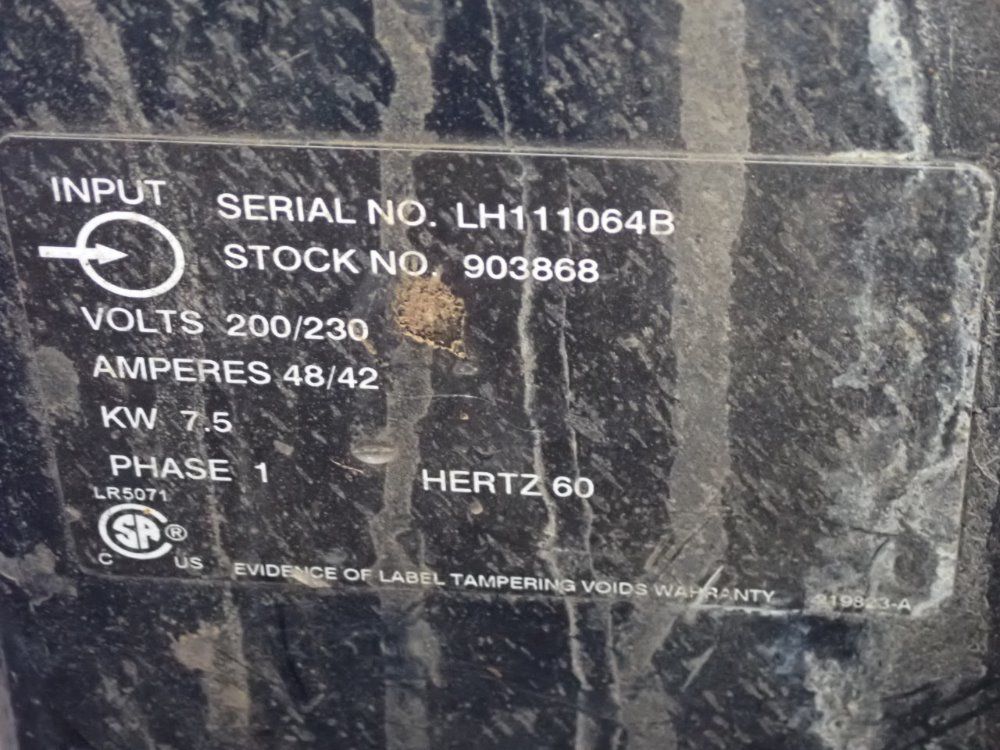 INPUT
SERIAL NO. LH111064B
STOCK NO. 903868
VOLTS 200/230
AMPERES 48/42
KW 7.5
PHASE 1 HERTZ 60
LR5071
SA ®
C US
EVIDENCE OF LABEL TAMPERING VOIDS WARRANTY